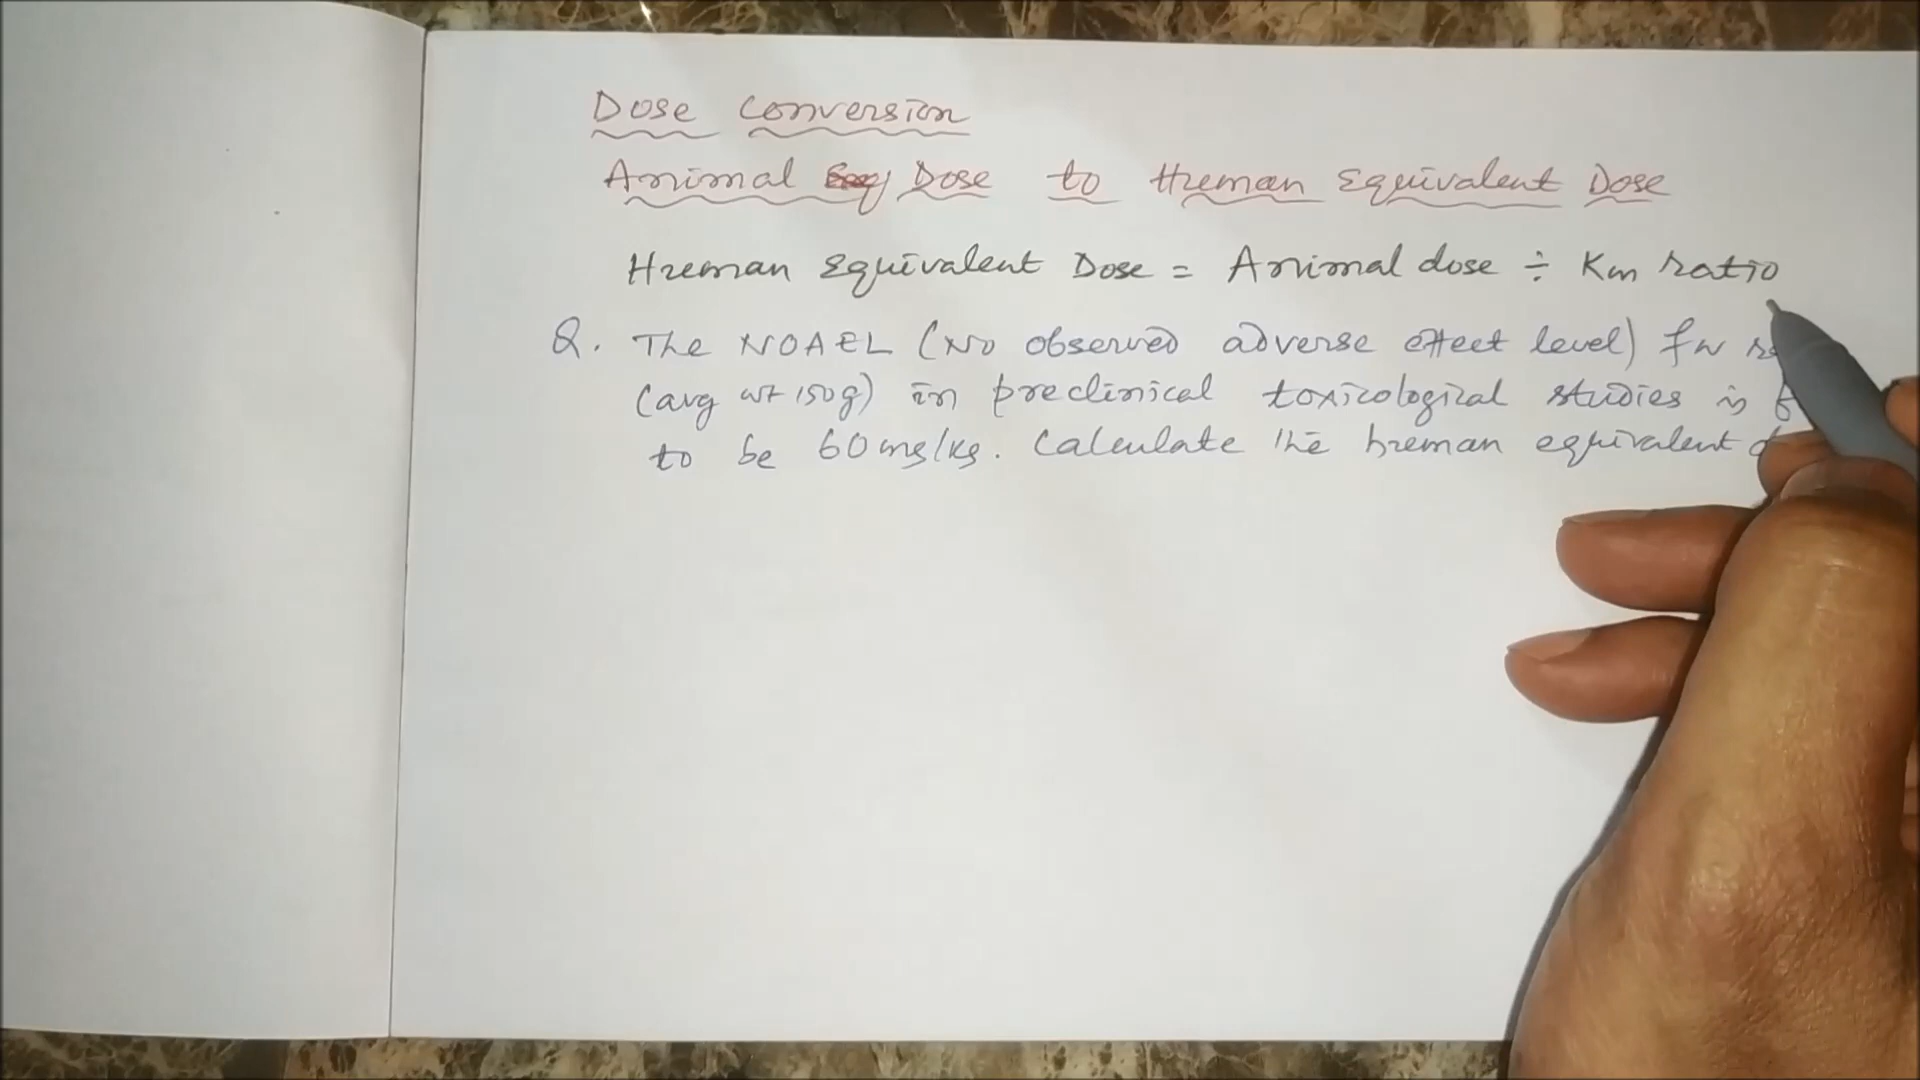 Dose Conversion
Animal Dose to Human Equivalent Dose
Human Equivalent Dose = Animal dose ÷ Km ratio
Q. The NOAEL (No observed adverse effect level) for
(avg wt 150g) in preclinical toxicological studies is
to be 60mg/kg. Calculate the human equivalent